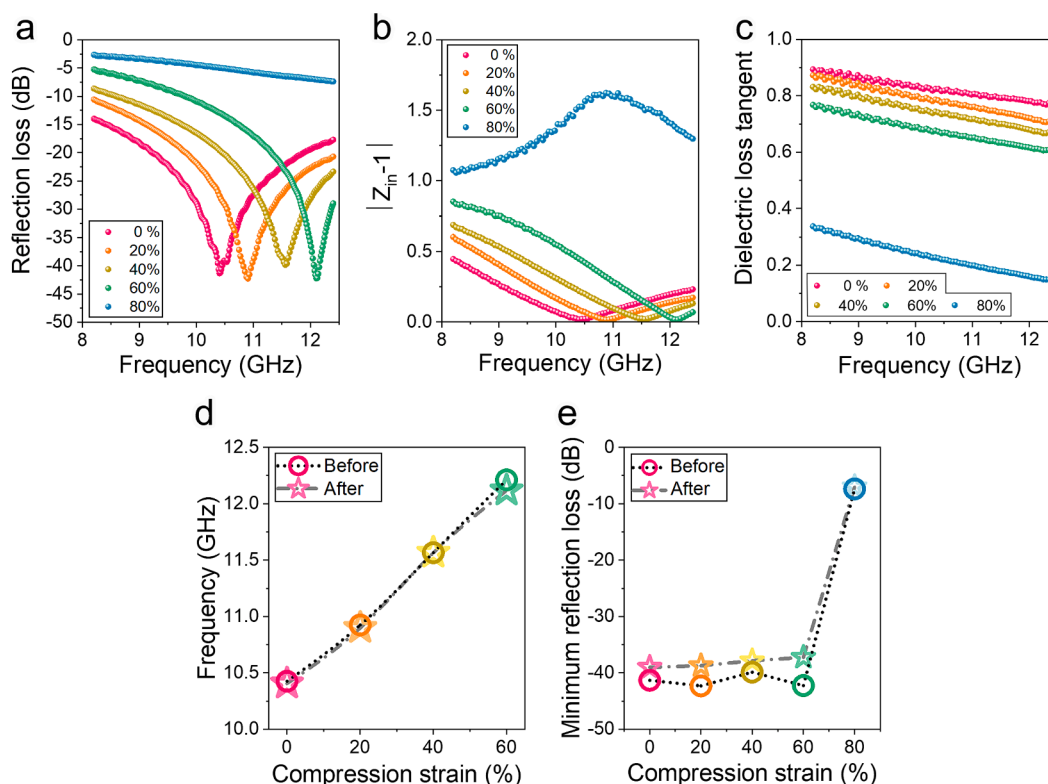 a
0
-5
-10
-15
-20
-25
-30
-35
-40
-45
-50
Reflection loss (dB)
0 %
20%
40%
60%
80%
8 9 10 11 12
Frequency (GHz)
b
2.0
1.5
1.0
0.5
0.0
|Z_in-1|
0 %
20%
40%
60%
80%
8 9 10 11 12
Frequency (GHz)
c
1.0
0.8
0.6
0.4
0.2
0.0
Dielectric loss tangent
0 % 20%
40% 60% 80%
8 9 10 11 12
Frequency (GHz)
d
12.5
12.0
11.5
11.0
10.5
10.0
Frequency (GHz)
Before
After
0 20 40 60
Compression strain (%)
e
0
-10
-20
-30
-40
-50
Minimum reflection loss (dB)
Before
After
0 20 40 60 80
Compression strain (%)